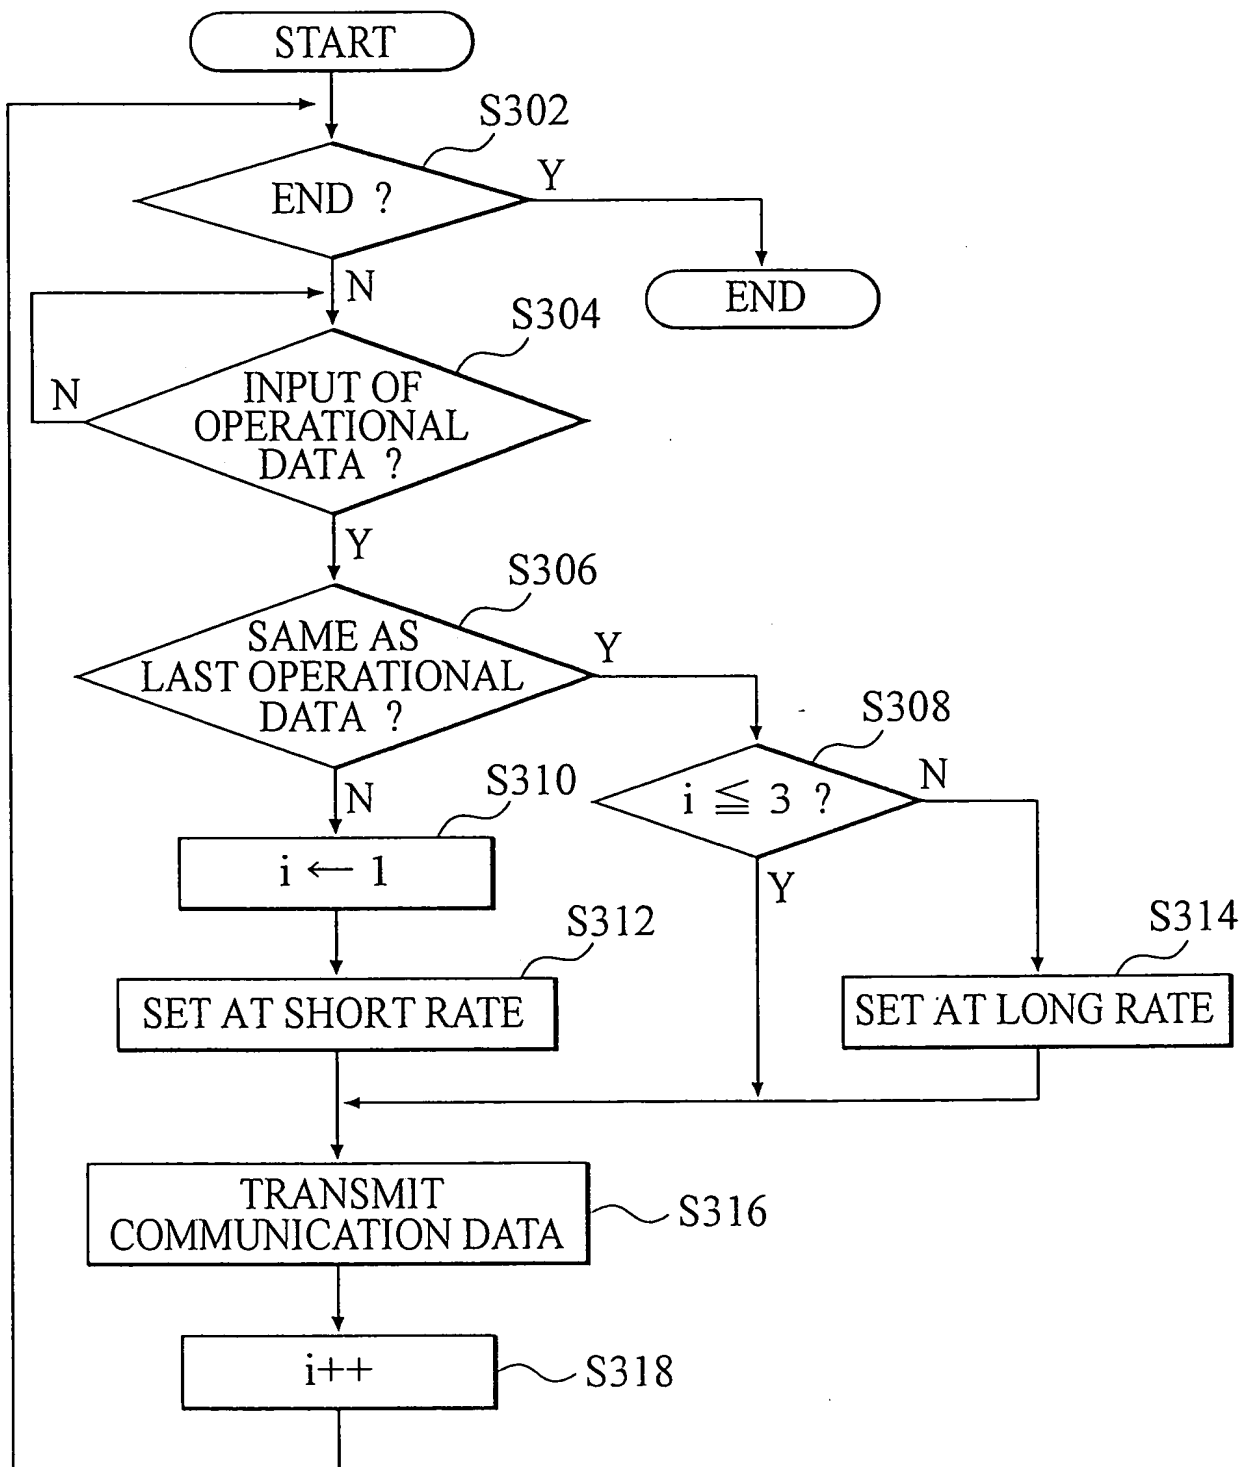 START
S302
END ?
Y
N
END
S304
INPUT OF
OPERATIONAL
DATA ?
N
Y
S306
SAME AS
LAST OPERATIONAL
DATA ?
Y
N
S308
i ≦ 3 ?
N
Y
S310
i ← 1
S312
SET AT SHORT RATE
S314
SET AT LONG RATE
TRANSMIT
COMMUNICATION DATA
S316
i++
S318